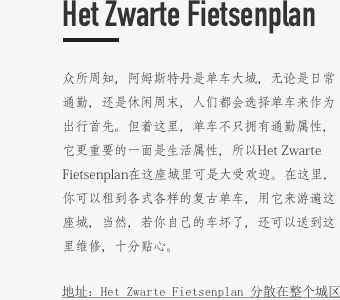 Het Zwarte Fietsenplan
众所周知，阿姆斯特丹是单车大城，无论是日常
通勤，还是休闲周末，人们都会选择单车来作为
出行首先。但着这里，单车不只拥有通勤属性，
它更重要的一面是生活属性，所以Het Zwarte
Fietsenplan在这座城里可是大受欢迎。在这里，
你可以租到各式各样的复古单车，用它来游遍这
座城，当然，若你自己的车坏了，还可以送到这
里维修，十分贴心。
地址：Het Zwarte Fietsenplan 分散在整个城区